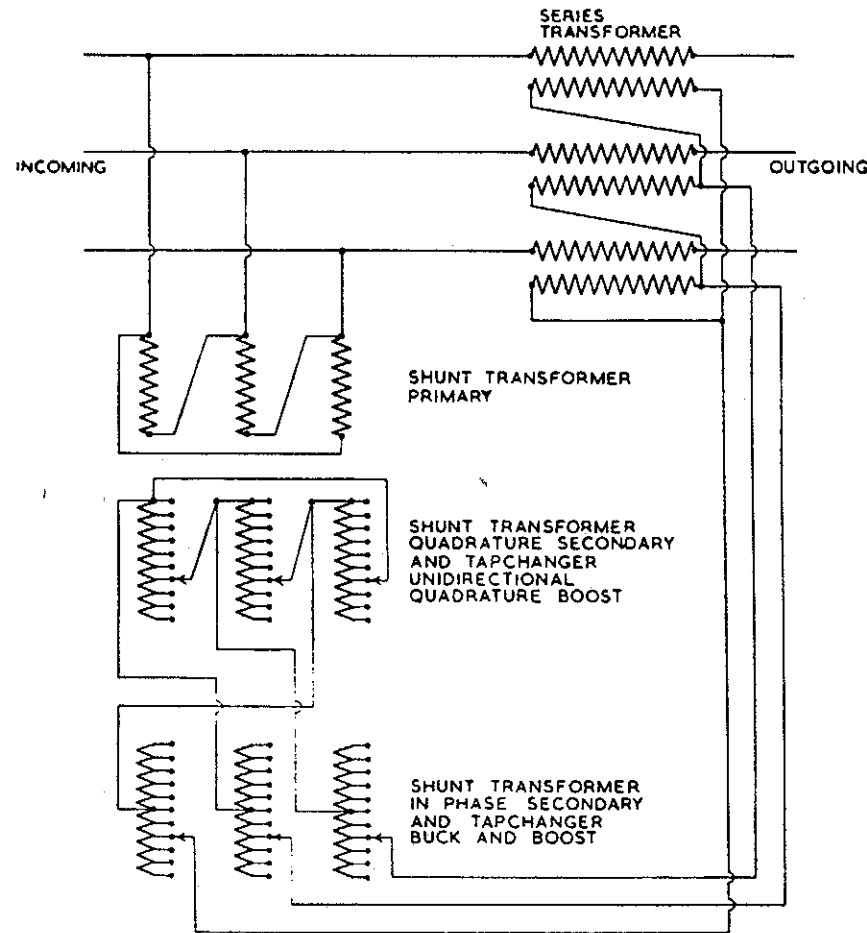 SERIES
TRANSFORMER
INCOMING
OUTGOING
SHUNT TRANSFORMER
PRIMARY
SHUNT TRANSFORMER
QUADRATURE SECONDARY
AND TAPCHANGER
UNIDIRECTIONAL
QUADRATURE BOOST
SHUNT TRANSFORMER
IN PHASE SECONDARY
AND TAPCHANGER
BUCK AND BOOST